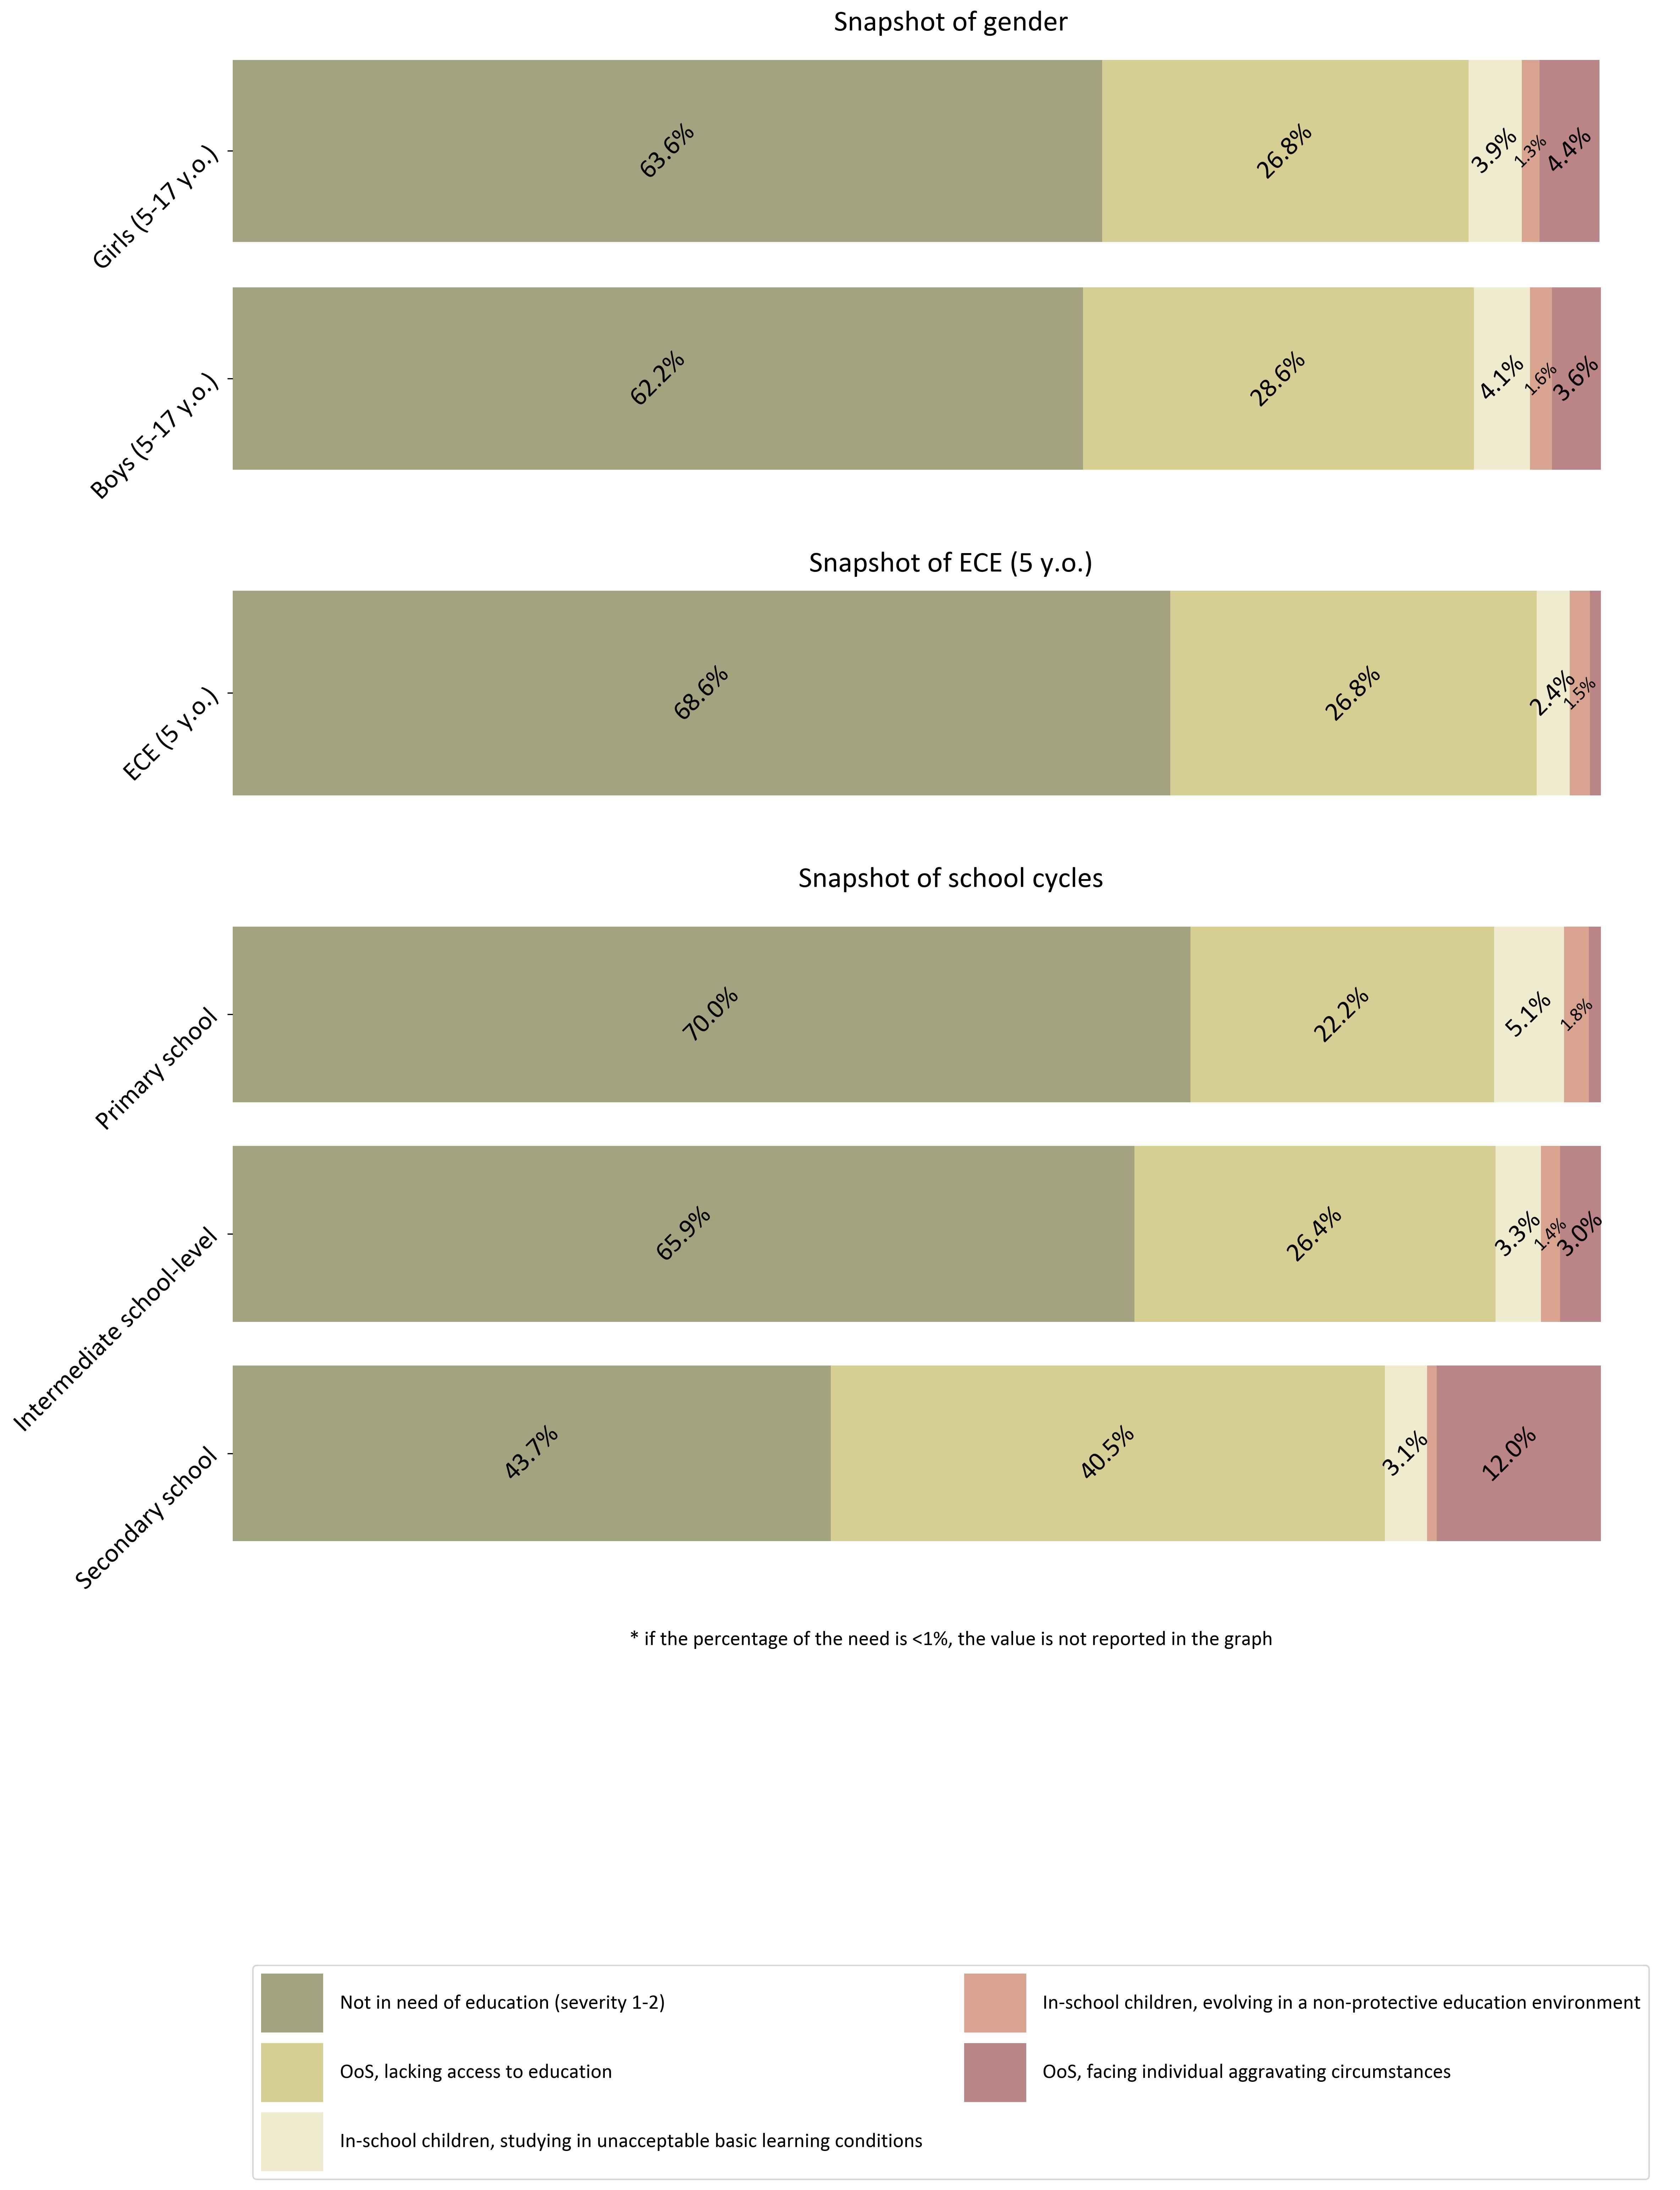 Snapshot of gender
Girls (5-17 y.o.)
63.6%
26.8%
3.9%
1.3%
4.4%
Boys (5-17 y.o.)
62.2%
28.6%
4.1%
1.6%
3.6%
Snapshot of ECE (5 y.o.)
ECE (5 y.o.)
68.6%
26.8%
2.4%
1.5%
Snapshot of school cycles
Primary school
70.0%
22.2%
5.1%
1.8%
Intermediate school-level
65.9%
26.4%
3.3%
1.4%
3.0%
Secondary school
43.7%
40.5%
3.1%
12.0%
* if the percentage of the need is <1%, the value is not reported in the graph
Not in need of education (severity 1-2)
OoS, lacking access to education
In-school children, studying in unacceptable basic learning conditions
In-school children, evolving in a non-protective education environment
OoS, facing individual aggravating circumstances